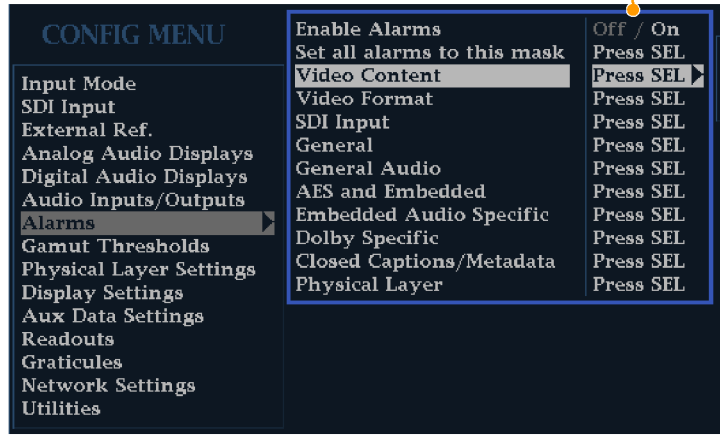 CONFIG MENU
Input Mode
SDI Input
External Ref.
Analog Audio Displays
Digital Audio Displays
Audio Inputs/Outputs
Alarms
Gamut Thresholds
Physical Layer Settings
Display Settings
Aux Data Settings
Readouts
Graticules
Network Settings
Utilities
Enable Alarms Off / On
Set all alarms to this mask Press SEL
Video Content Press SEL
Video Format Press SEL
SDI Input Press SEL
General Press SEL
General Audio Press SEL
AES and Embedded Press SEL
Embedded Audio Specific Press SEL
Dolby Specific Press SEL
Closed Captions/Metadata Press SEL
Physical Layer Press SEL